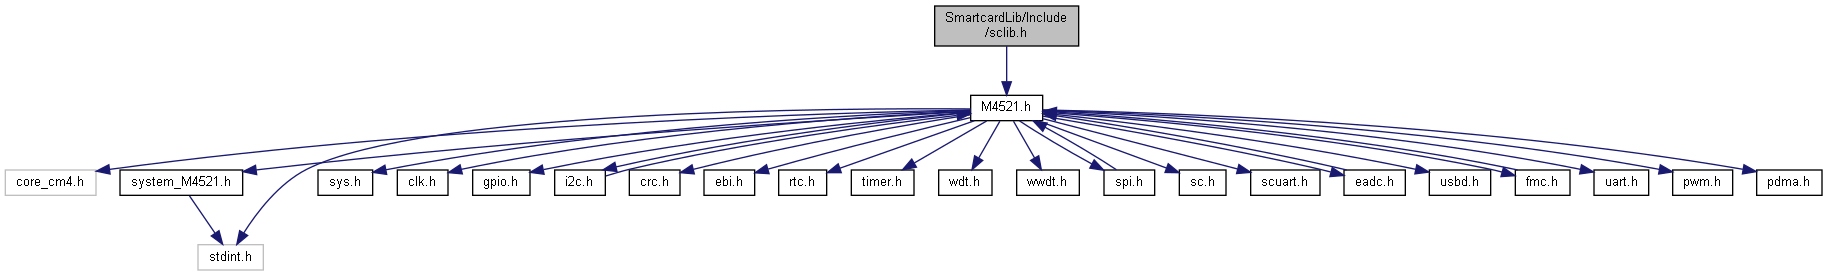 SmartcardLib/Include
/sclib.h
M4521.h
core_cm4.h
system_M4521.h
sys.h
clk.h
gpio.h
i2c.h
crc.h
ebi.h
rtc.h
timer.h
wdt.h
wwdt.h
spi.h
sc.h
scuart.h
eadc.h
usbd.h
fmc.h
uart.h
pwm.h
pdma.h
stdint.h